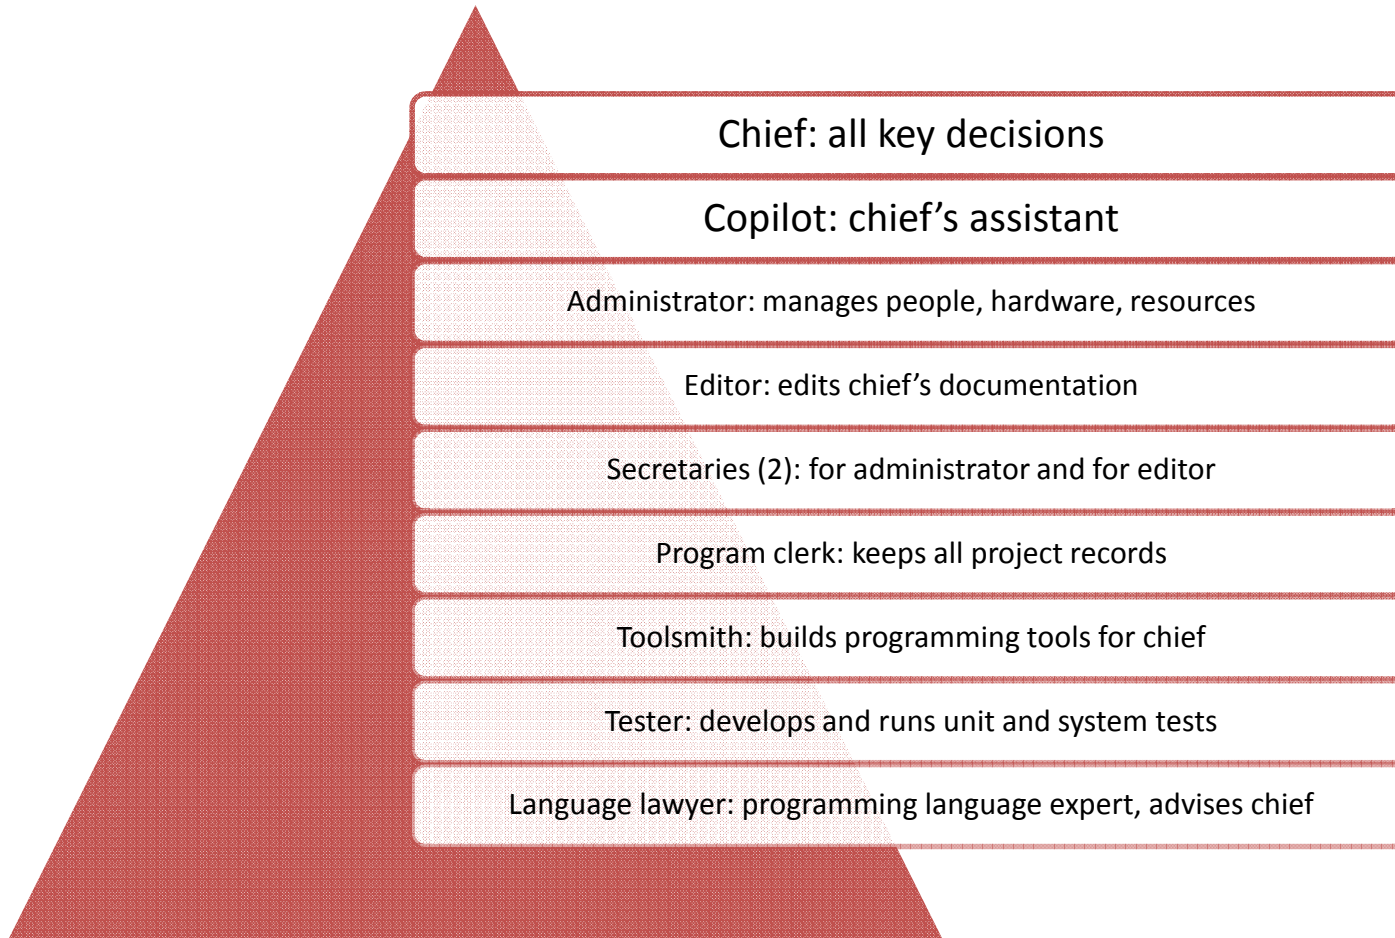 Chief: all key decisions
Copilot: chief’s assistant
Administrator: manages people, hardware, resources
Editor: edits chief’s documentation
Secretaries (2): for administrator and for editor
Program clerk: keeps all project records
Toolsmith: builds programming tools for chief
Tester: develops and runs unit and system tests
Language lawyer: programming language expert, advises chief